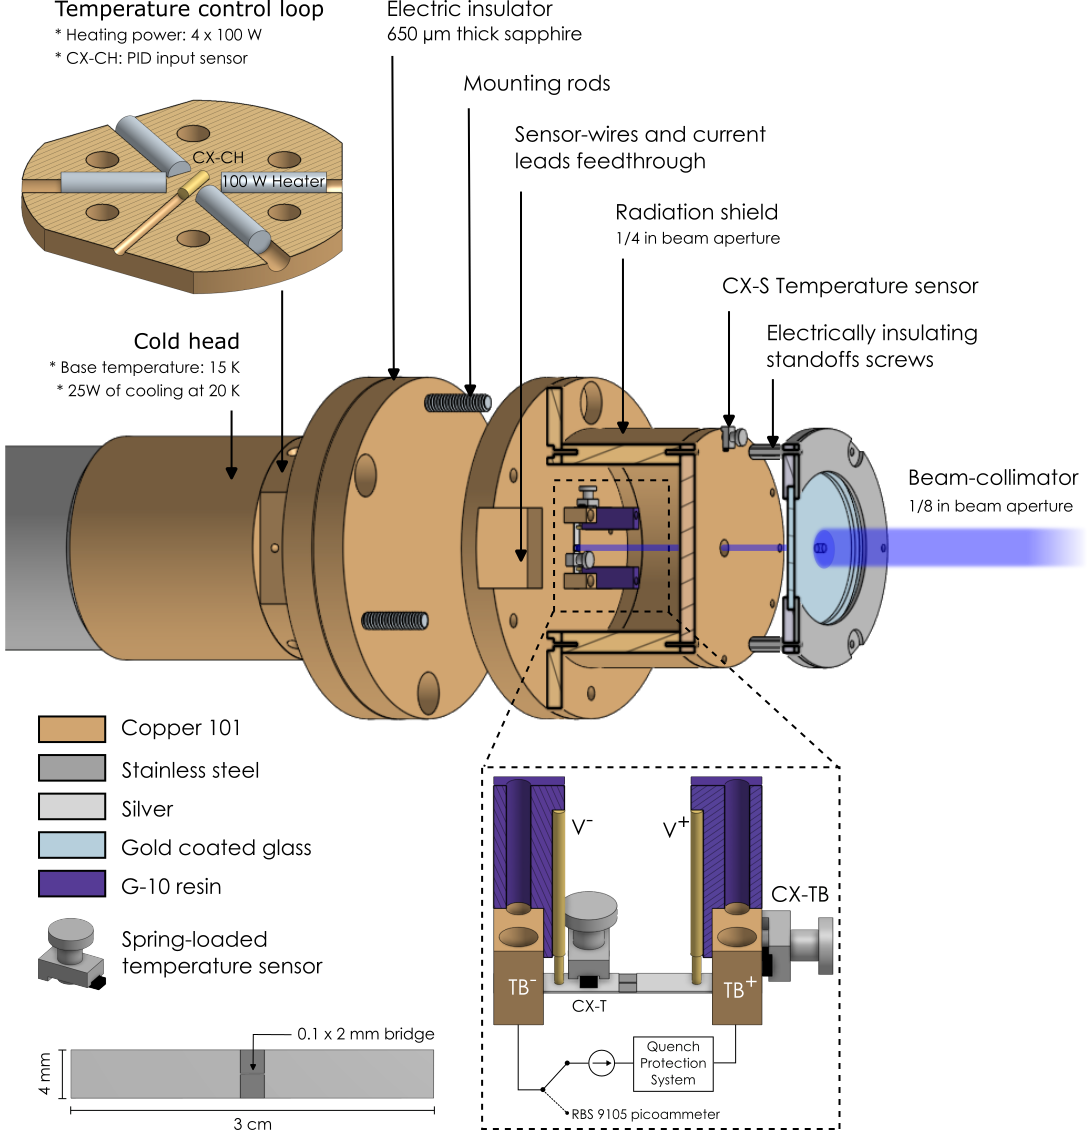 Temperature control loop
* Heating power: 4 x 100 W
* CX-CH: PID input sensor
Electric insulator
650 µm thick sapphire
Mounting rods
Sensor-wires and current
leads feedthrough
CX-CH
100 W Heater
Radiation shield
1/4 in beam aperture
CX-S Temperature sensor
Electrically insulating
standoffs screws
Cold head
* Base temperature: 15 K
* 25W of cooling at 20 K
Beam-collimator
1/8 in beam aperture
Copper 101
Stainless steel
Silver
Gold coated glass
G-10 resin
Spring-loaded
temperature sensor
V-
V+
CX-TB
TB-
TB+
CX-T
Quench
Protection
System
RBS 9105 picoammeter
0.1 x 2 mm bridge
4 mm
3 cm